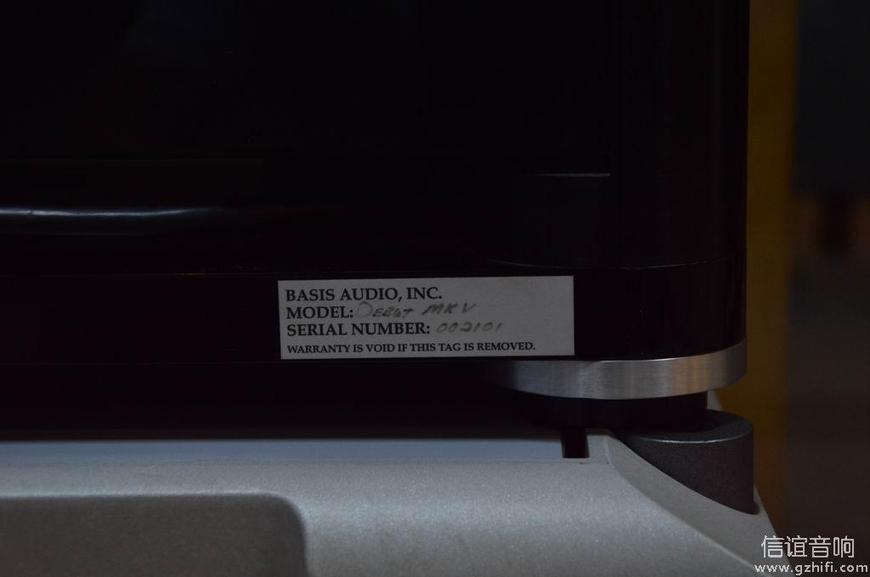 BASIS AUDIO, INC.
MODEL: DEBUT MK V
SERIAL NUMBER: 002101
WARRANTY IS VOID IF THIS TAG IS REMOVED.
信谊音响
www.gzhifi.com